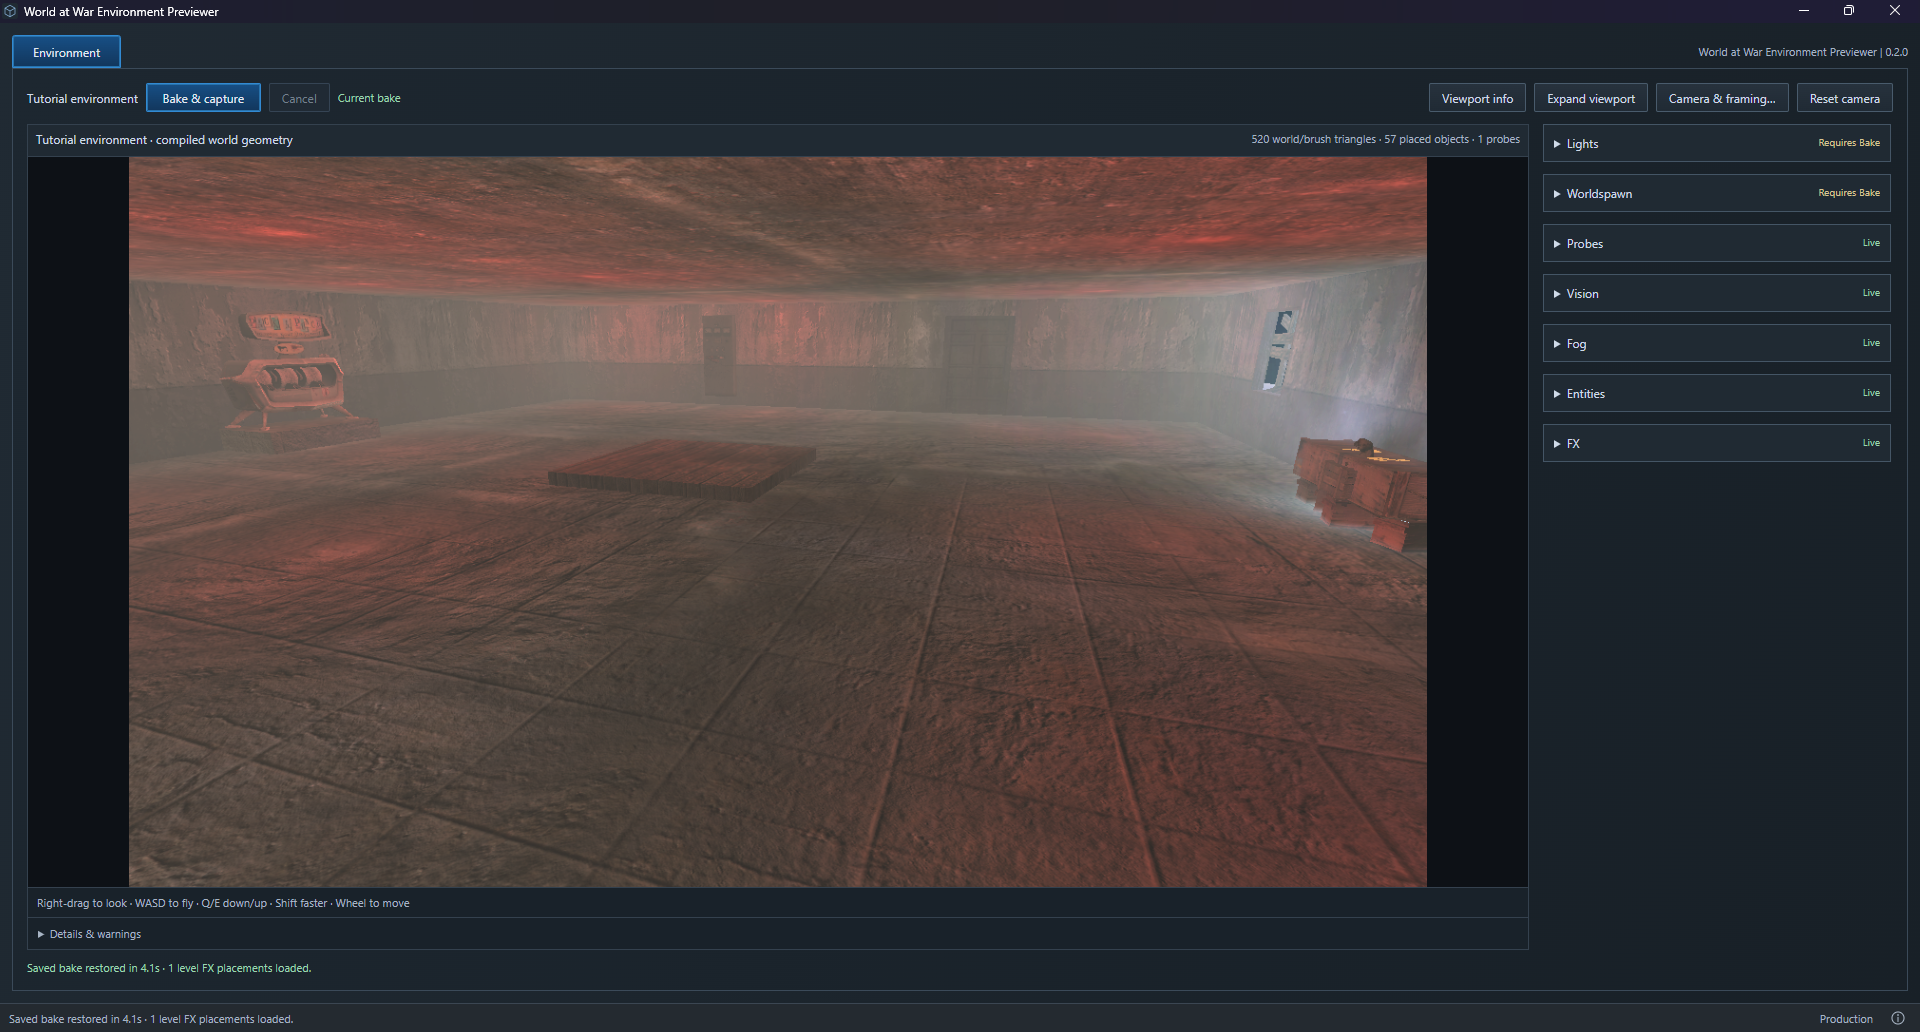 World at War Environment Previewer
Environment
World at War Environment Previewer | 0.2.0
Tutorial environment
Bake & capture
Cancel
Current bake
Viewport info
Expand viewport
Camera & framing...
Reset camera
Tutorial environment · compiled world geometry
520 world/brush triangles · 57 placed objects · 1 probes
Lights
Requires Bake
Worldspawn
Requires Bake
Probes
Live
Vision
Live
Fog
Live
Entities
Live
FX
Live
Right-drag to look · WASD to fly · Q/E down/up · Shift faster · Wheel to move
Details & warnings
Saved bake restored in 4.1s · 1 level FX placements loaded.
Saved bake restored in 4.1s · 1 level FX placements loaded.
Production